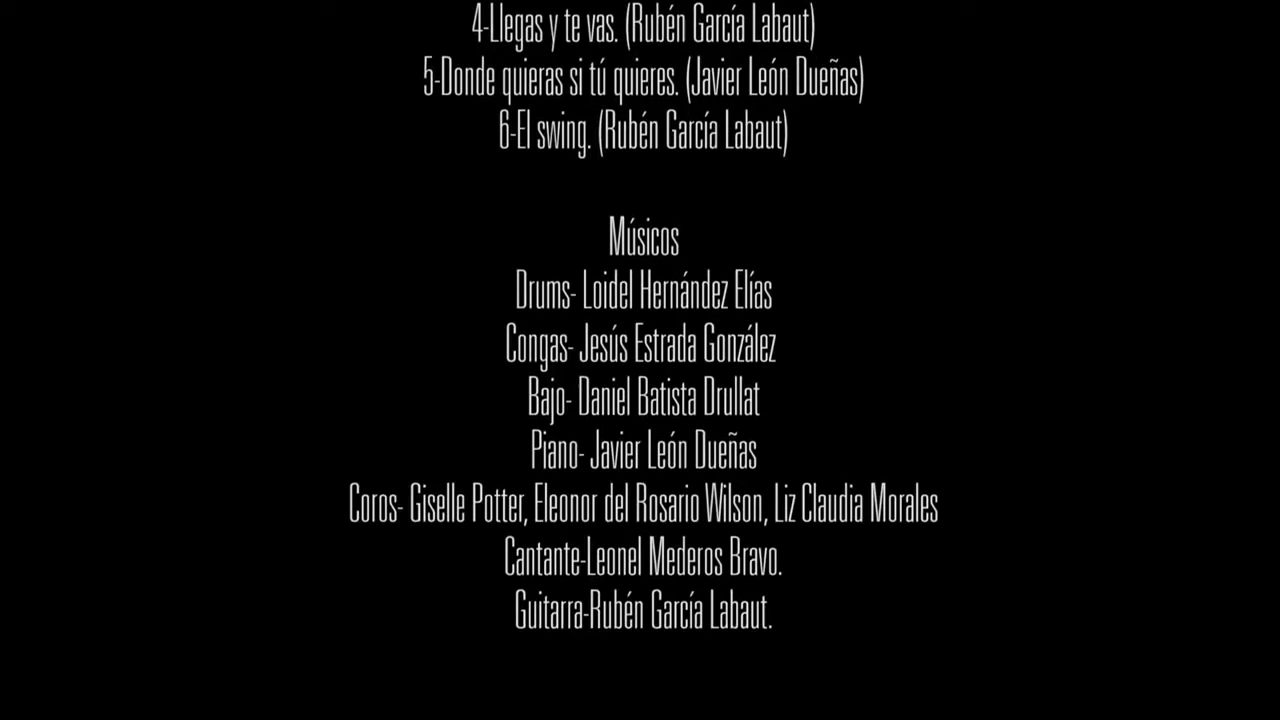 4-Llegas y te vas. (Rubén García Labaut)
5-Donde quieras si tú quieres. (Javier León Dueñas)
6-El swing. (Rubén García Labaut)
Músicos
Drums- Loidel Hernández Elías
Congas- Jesús Estrada González
Bajo- Daniel Batista Drullat
Piano- Javier León Dueñas
Coros- Giselle Potter, Eleonor del Rosario Wilson, Liz Claudia Morales
Cantante-Leonel Mederos Bravo.
Guitarra-Rubén García Labaut.